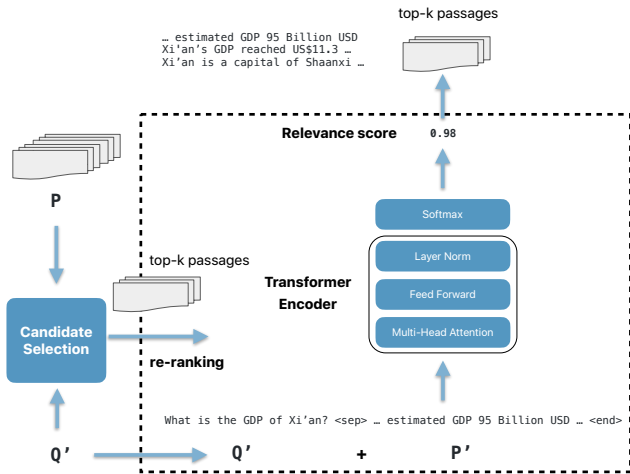 top-k passages
… estimated GDP 95 Billion USD
Xi'an’s GDP reached US$11.3 …
Xi’an is a capital of Shaanxi …
Relevance score 0.98
P
Softmax
Layer Norm
top-k passages
Transformer
Encoder
Feed Forward
Candidate
Selection
Multi-Head Attention
re-ranking
What is the GDP of Xi’an? <sep> … estimated GDP 95 Billion USD … <end>
Q’ Q’ + P’